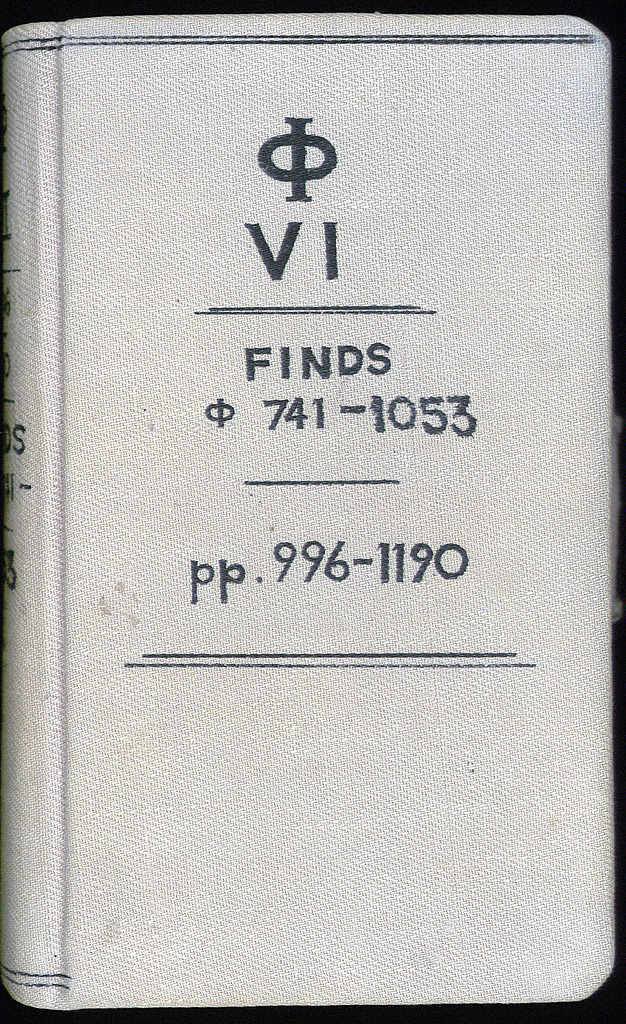 Φ
VI
FINDS
Φ 741-1053
pp. 996-1190